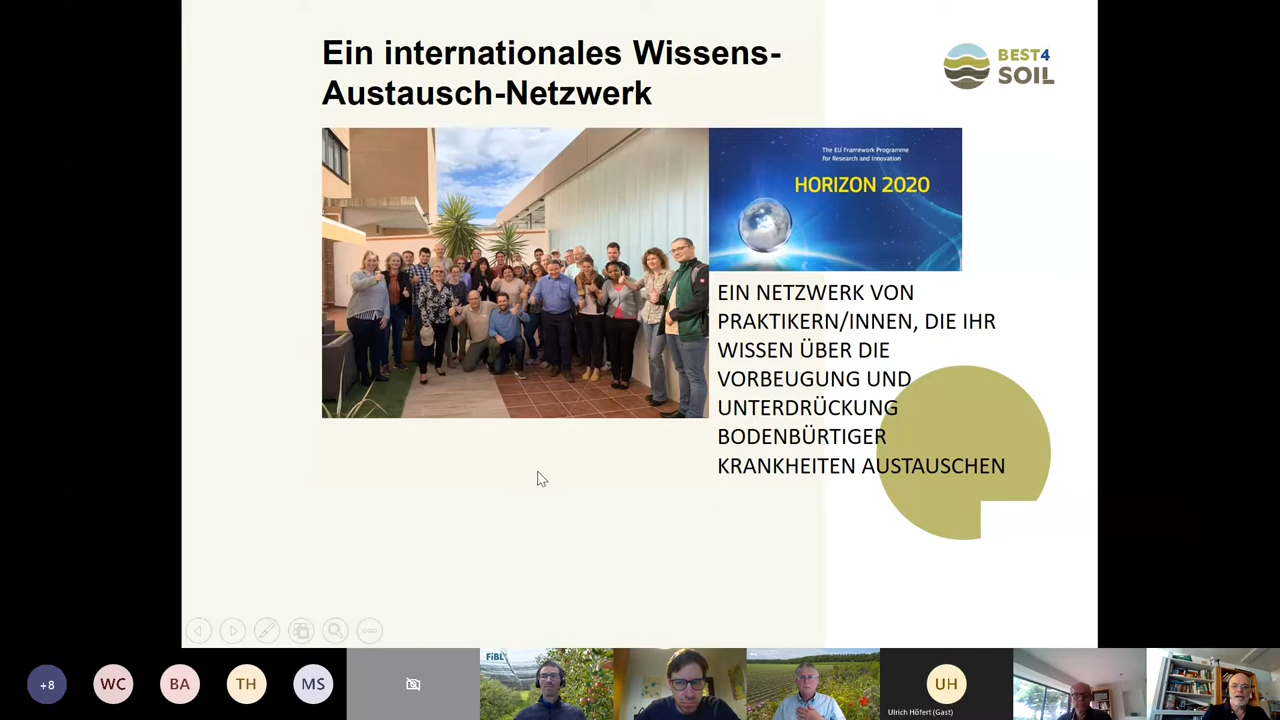 Ein internationales Wissens-
Austausch-Netzwerk
BEST4
SOIL
The EU Framework Programme
for Research and Innovation
HORIZON 2020
EIN NETZWERK VON
PRAKTIKERN/INNEN, DIE IHR
WISSEN ÜBER DIE
VORBEUGUNG UND
UNTERDRÜCKUNG
BODENBÜRTIGER
KRANKHEITEN AUSTAUSCHEN
+8
WC
BA
TH
MS
FiBL
UH
Ulrich Höfert (Gast)